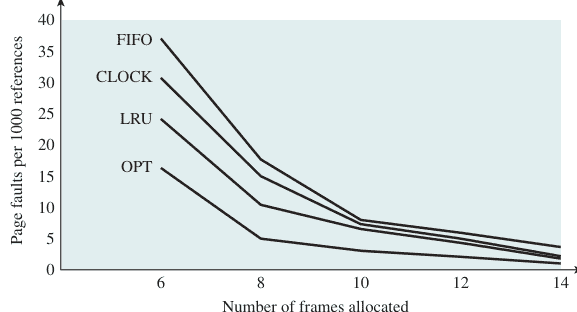 Page faults per 1000 references
40
35
30
25
20
15
10
5
0
FIFO
CLOCK
LRU
OPT
6 8 10 12 14
Number of frames allocated